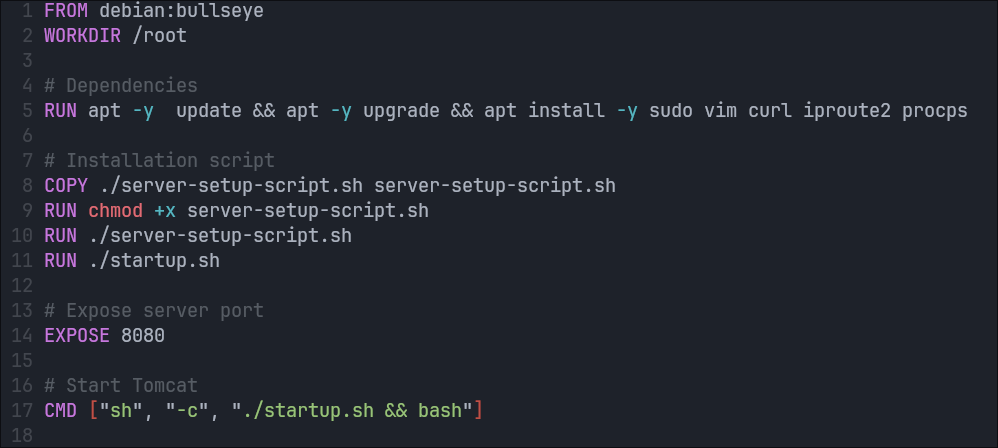 1 FROM debian:bullseye
2 WORKDIR /root
3
4 # Dependencies
5 RUN apt -y  update && apt -y upgrade && apt install -y sudo vim curl iproute2 procps
6
7 # Installation script
8 COPY ./server-setup-script.sh server-setup-script.sh
9 RUN chmod +x server-setup-script.sh
10 RUN ./server-setup-script.sh
11 RUN ./startup.sh
12
13 # Expose server port
14 EXPOSE 8080
15
16 # Start Tomcat
17 CMD ["sh", "-c", "./startup.sh && bash"]
18